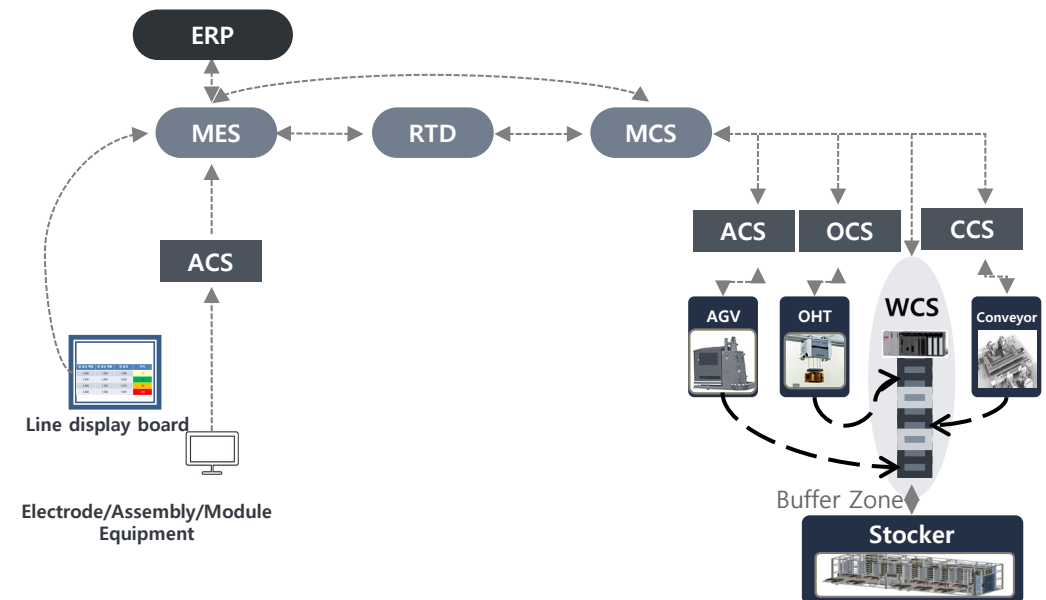 ERP
MES
RTD
MCS
ACS
OCS
CCS
ACS
AGV
OHT
WCS
Conveyor
Line display board
Electrode/Assembly/Module
Equipment
Buffer Zone
Stocker